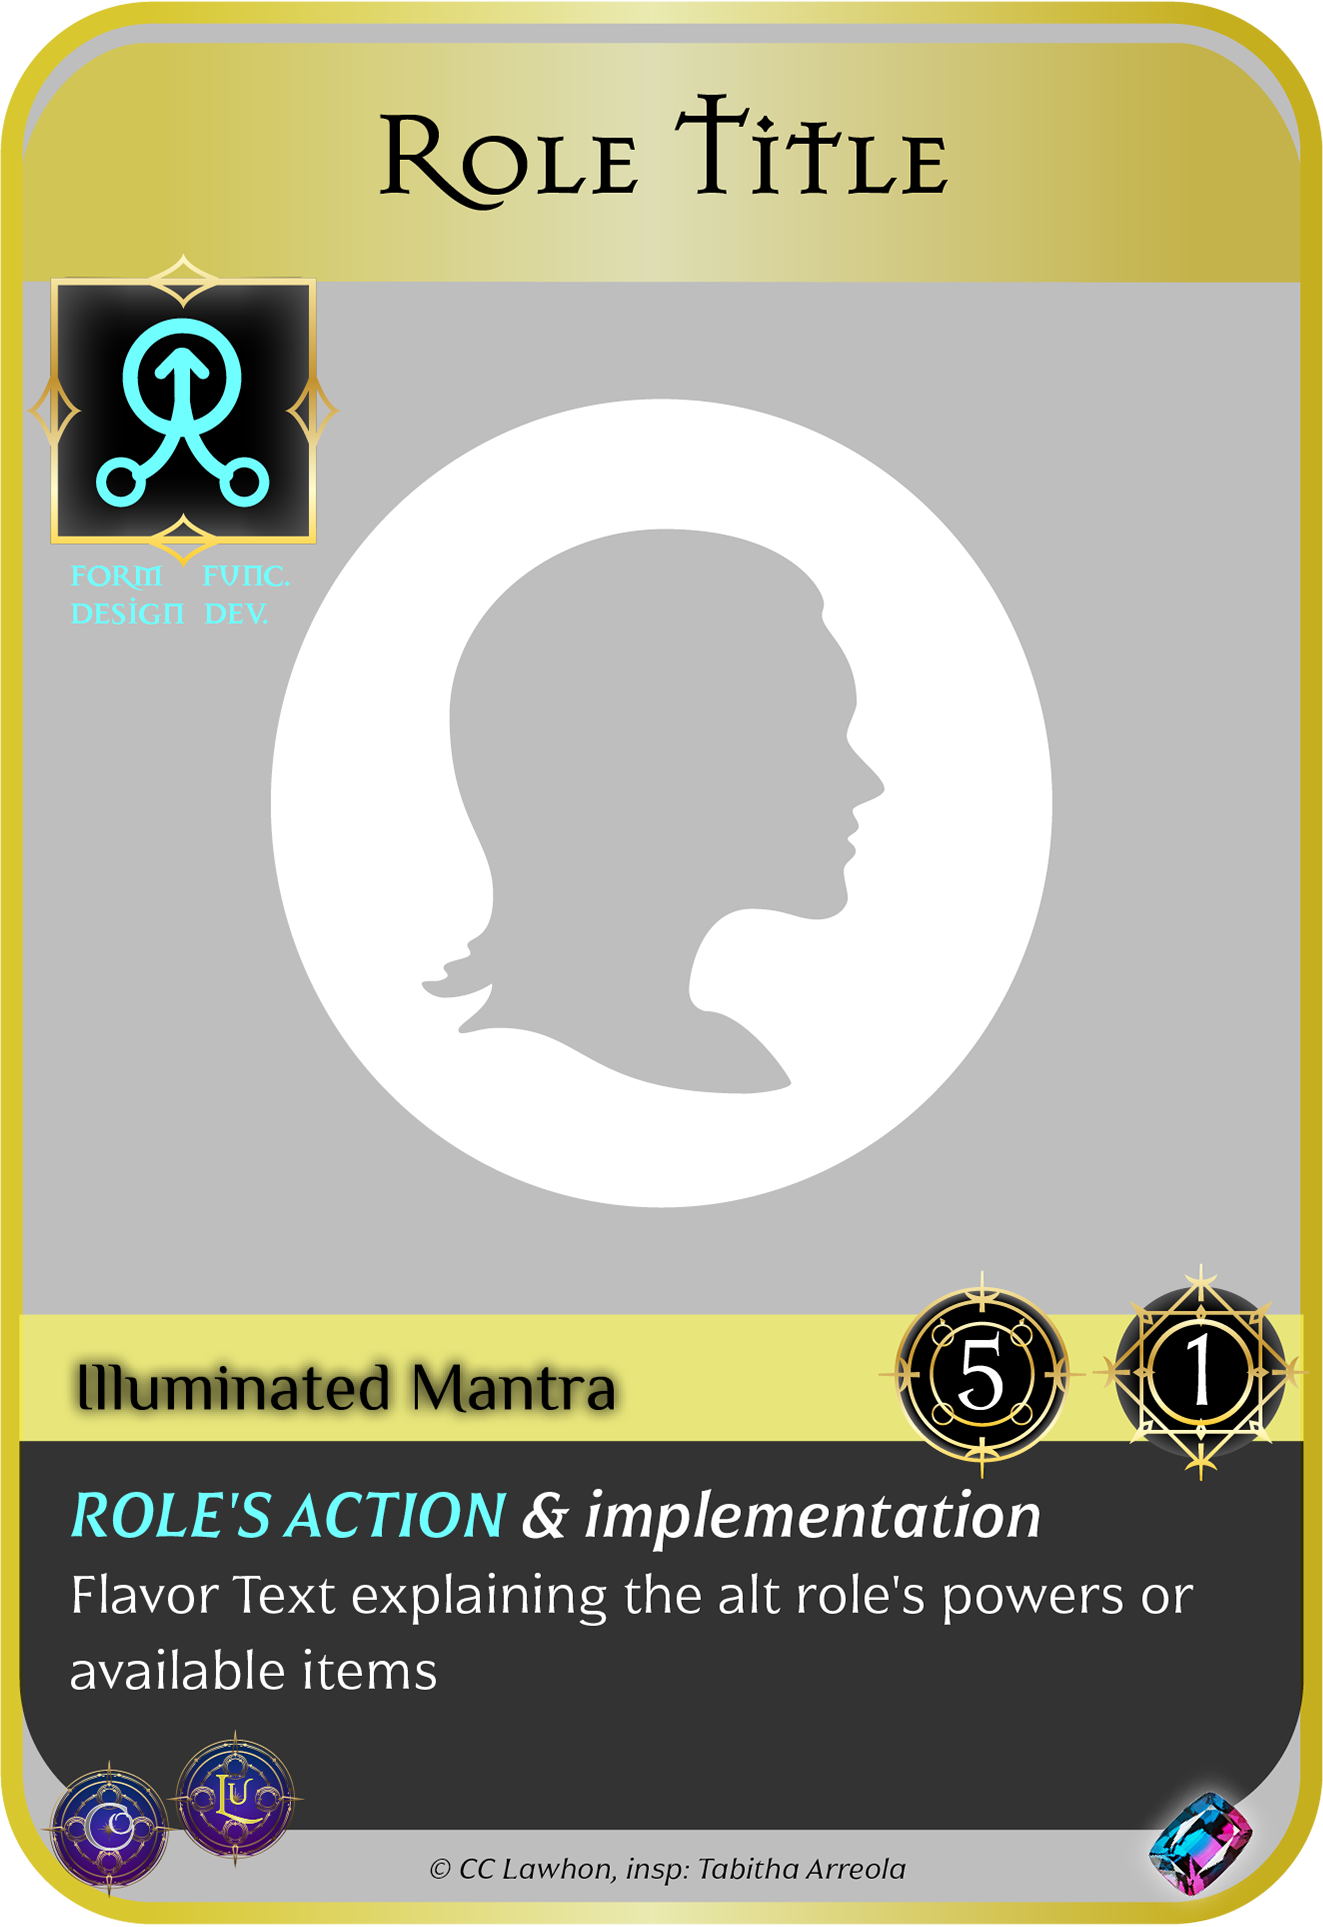 Role Title
FORM FUNC.
DESIGN DEV.
Illuminated Mantra
5
1
ROLE'S ACTION & implementation
Flavor Text explaining the alt role's powers or
available items
C
LU
© CC Lawhon, insp: Tabitha Arreola